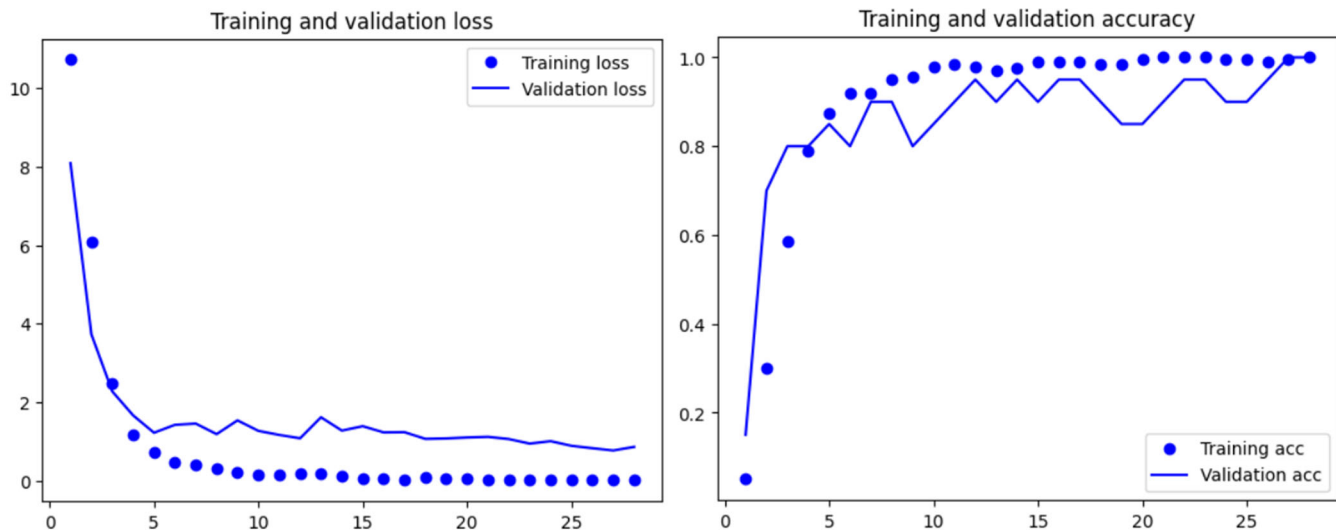 Training and validation loss
Training loss
Validation loss
10
8
6
4
2
0
0 5 10 15 20 25
Training and validation accuracy
1.0
0.8
0.6
0.4
0.2
Training acc
Validation acc
0 5 10 15 20 25